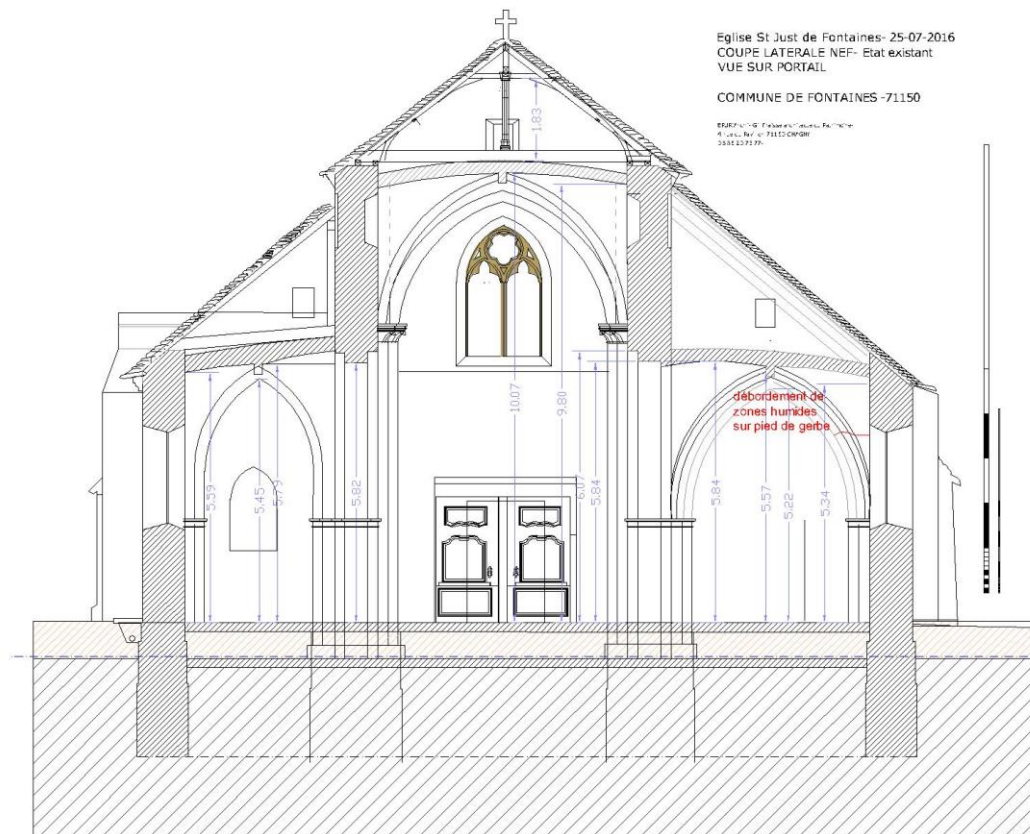 Eglise St Just de Fontaines- 25-07-2016
COUPE LATERALE NEF- Etat existant
VUE SUR PORTAIL
COMMUNE DE FONTAINES -71150
1.83
10.07
9.80
débordement de
zones humides
sur pied de gerbe
5.59
5.45
5.79
5.82
6.07
5.84
5.84
5.57
5.22
5.34